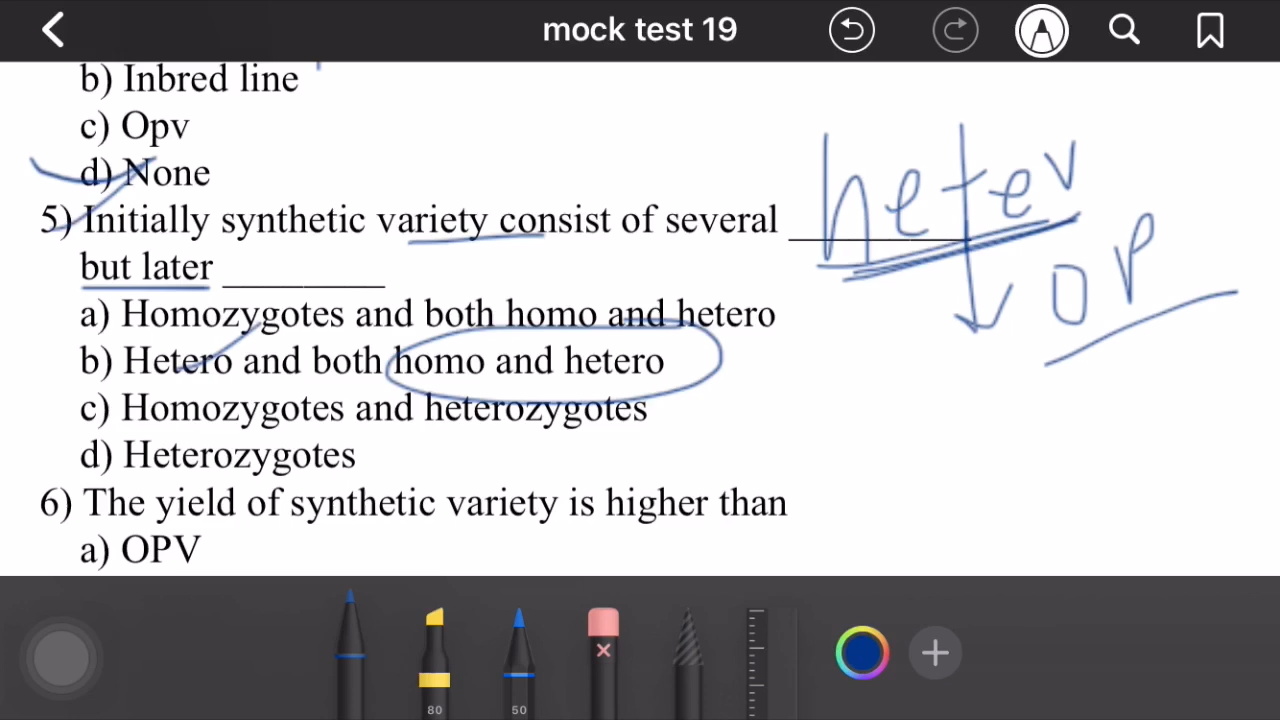 mock test 19
b) Inbred line
c) Opv
d) None
5) Initially synthetic variety consist of several __________
but later _________
a) Homozygotes and both homo and hetero
b) Hetero and both homo and hetero
c) Homozygotes and heterozygotes
d) Heterozygotes
6) The yield of synthetic variety is higher than
a) OPV
heter
OP
80
50